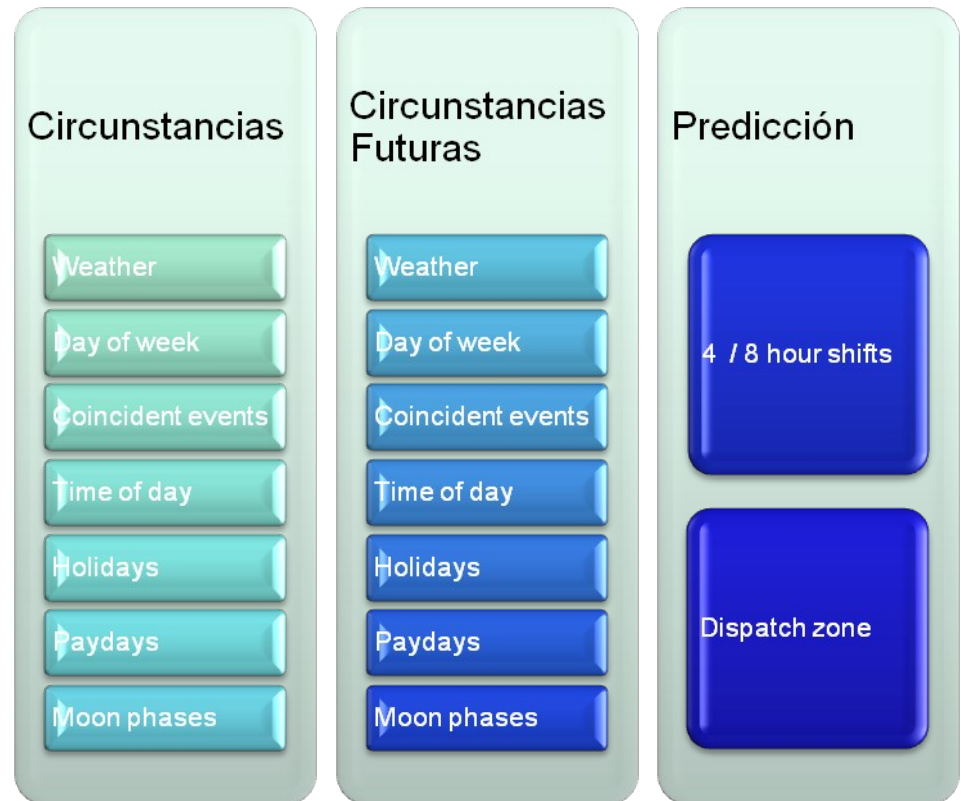 Circunstancias
Weather
Day of week
Coincident events
Time of day
Holidays
Paydays
Moon phases
Circunstancias
Futuras
Weather
Day of week
Coincident events
Time of day
Holidays
Paydays
Moon phases
Predicción
4 / 8 hour shifts
Dispatch zone